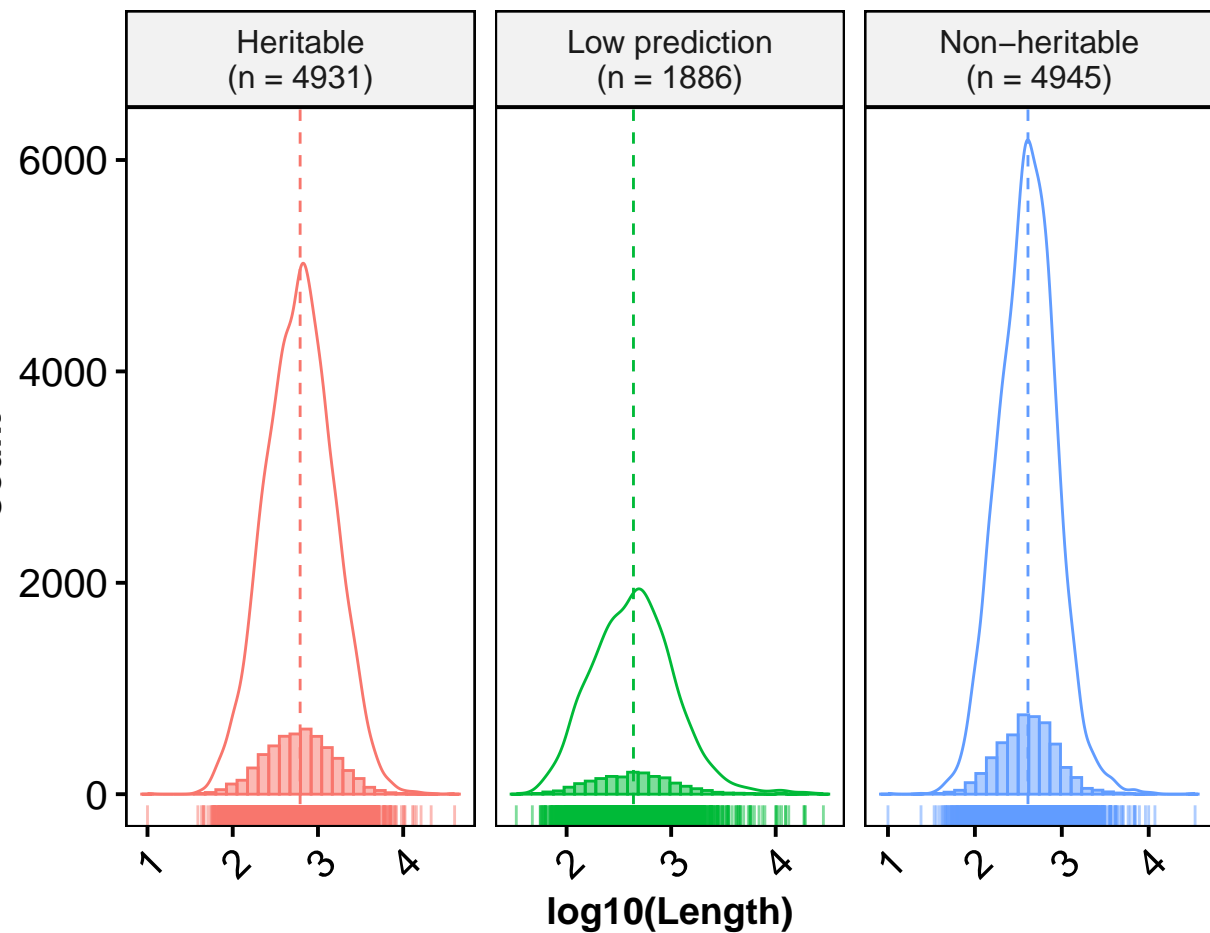 Heritable
(n = 4931)
Low prediction
(n = 1886)
Non−heritable
(n = 4945)
6000
4000
2000
0
1 2 3 4
2 3 4
1 2 3 4
log10(Length)